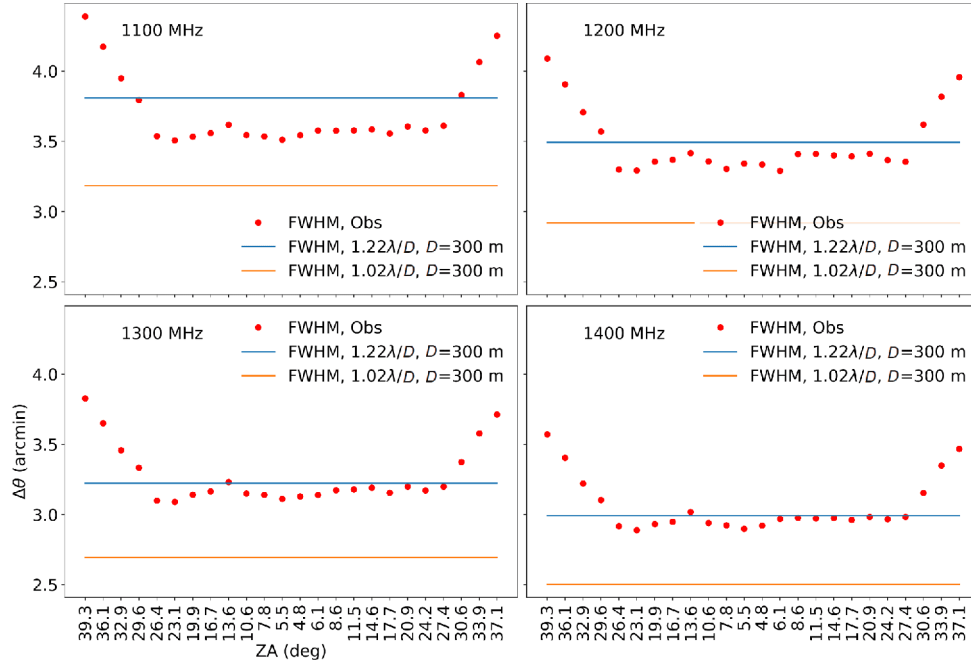 1100 MHz
4.0
3.5
3.0
2.5
FWHM, Obs
FWHM, 1.22λ/D, D=300 m
FWHM, 1.02λ/D, D=300 m
1200 MHz
FWHM, Obs
FWHM, 1.22λ/D, D=300 m
FWHM, 1.02λ/D, D=300 m
1300 MHz
FWHM, Obs
FWHM, 1.22λ/D, D=300 m
FWHM, 1.02λ/D, D=300 m
4.0
3.5
3.0
2.5
Δθ (arcmin)
39.3 36.1 32.9 29.6 26.4 23.1 19.9 16.7 13.6 10.6 7.8 5.5 4.8 6.1 8.6 11.5 14.6 17.7 20.9 24.2 27.4 30.6 33.9 37.1
ZA (deg)
1400 MHz
FWHM, Obs
FWHM, 1.22λ/D, D=300 m
FWHM, 1.02λ/D, D=300 m
39.3 36.1 32.9 29.6 26.4 23.1 19.9 16.7 13.6 10.6 7.8 5.5 4.8 6.1 8.6 11.5 14.6 17.7 20.9 24.2 27.4 30.6 33.9 37.1